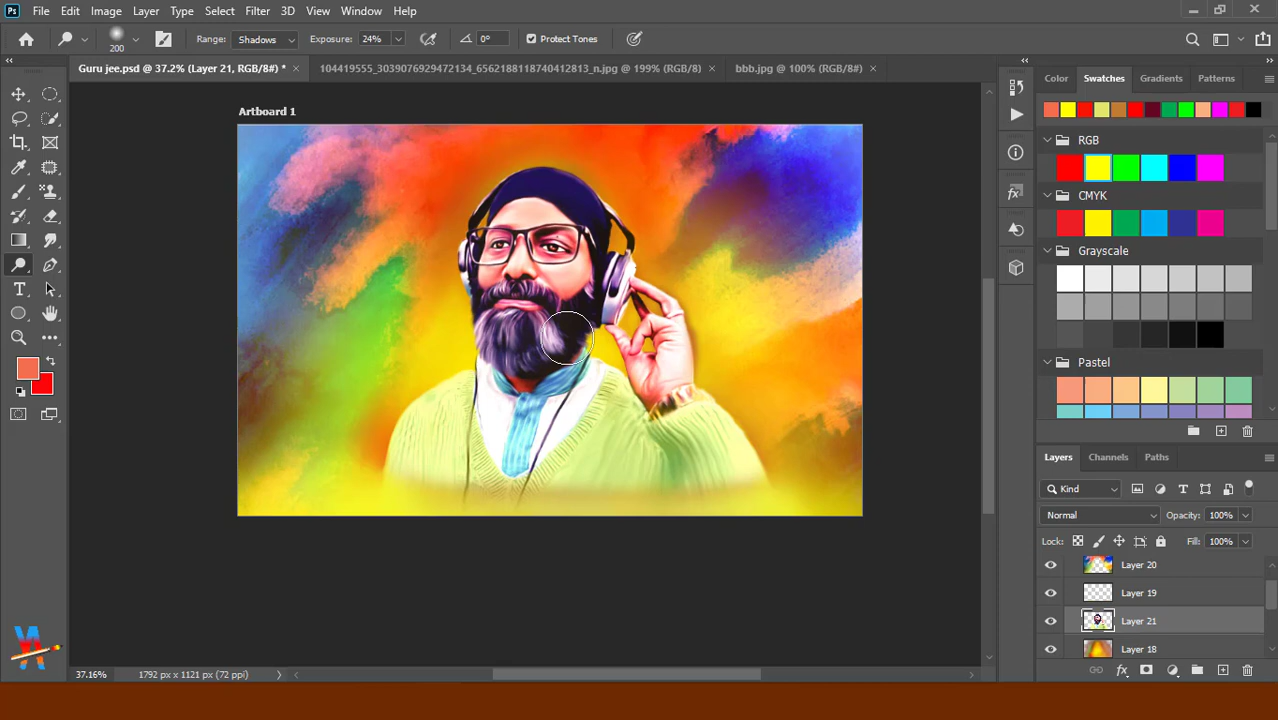 Ps File Edit Image Layer Type Select Filter 3D View Window Help
200 Range: Shadows Exposure: 24% 0° Protect Tones
Guru jee.psd @ 37.2% (Layer 21, RGB/8#) * 104419555_3039076929472134_6562188118740412813_n.jpg @ 199% (RGB/8) bbb.jpg @ 100% (RGB/8#)
Color Swatches Gradients Patterns
Artboard 1
RGB
CMYK
Grayscale
Pastel
Layers Channels Paths
Kind
Normal Opacity: 100%
Lock: Fill: 100%
Layer 20
Layer 19
Layer 21
Layer 18
37.16% 1792 px x 1121 px (72 ppi)